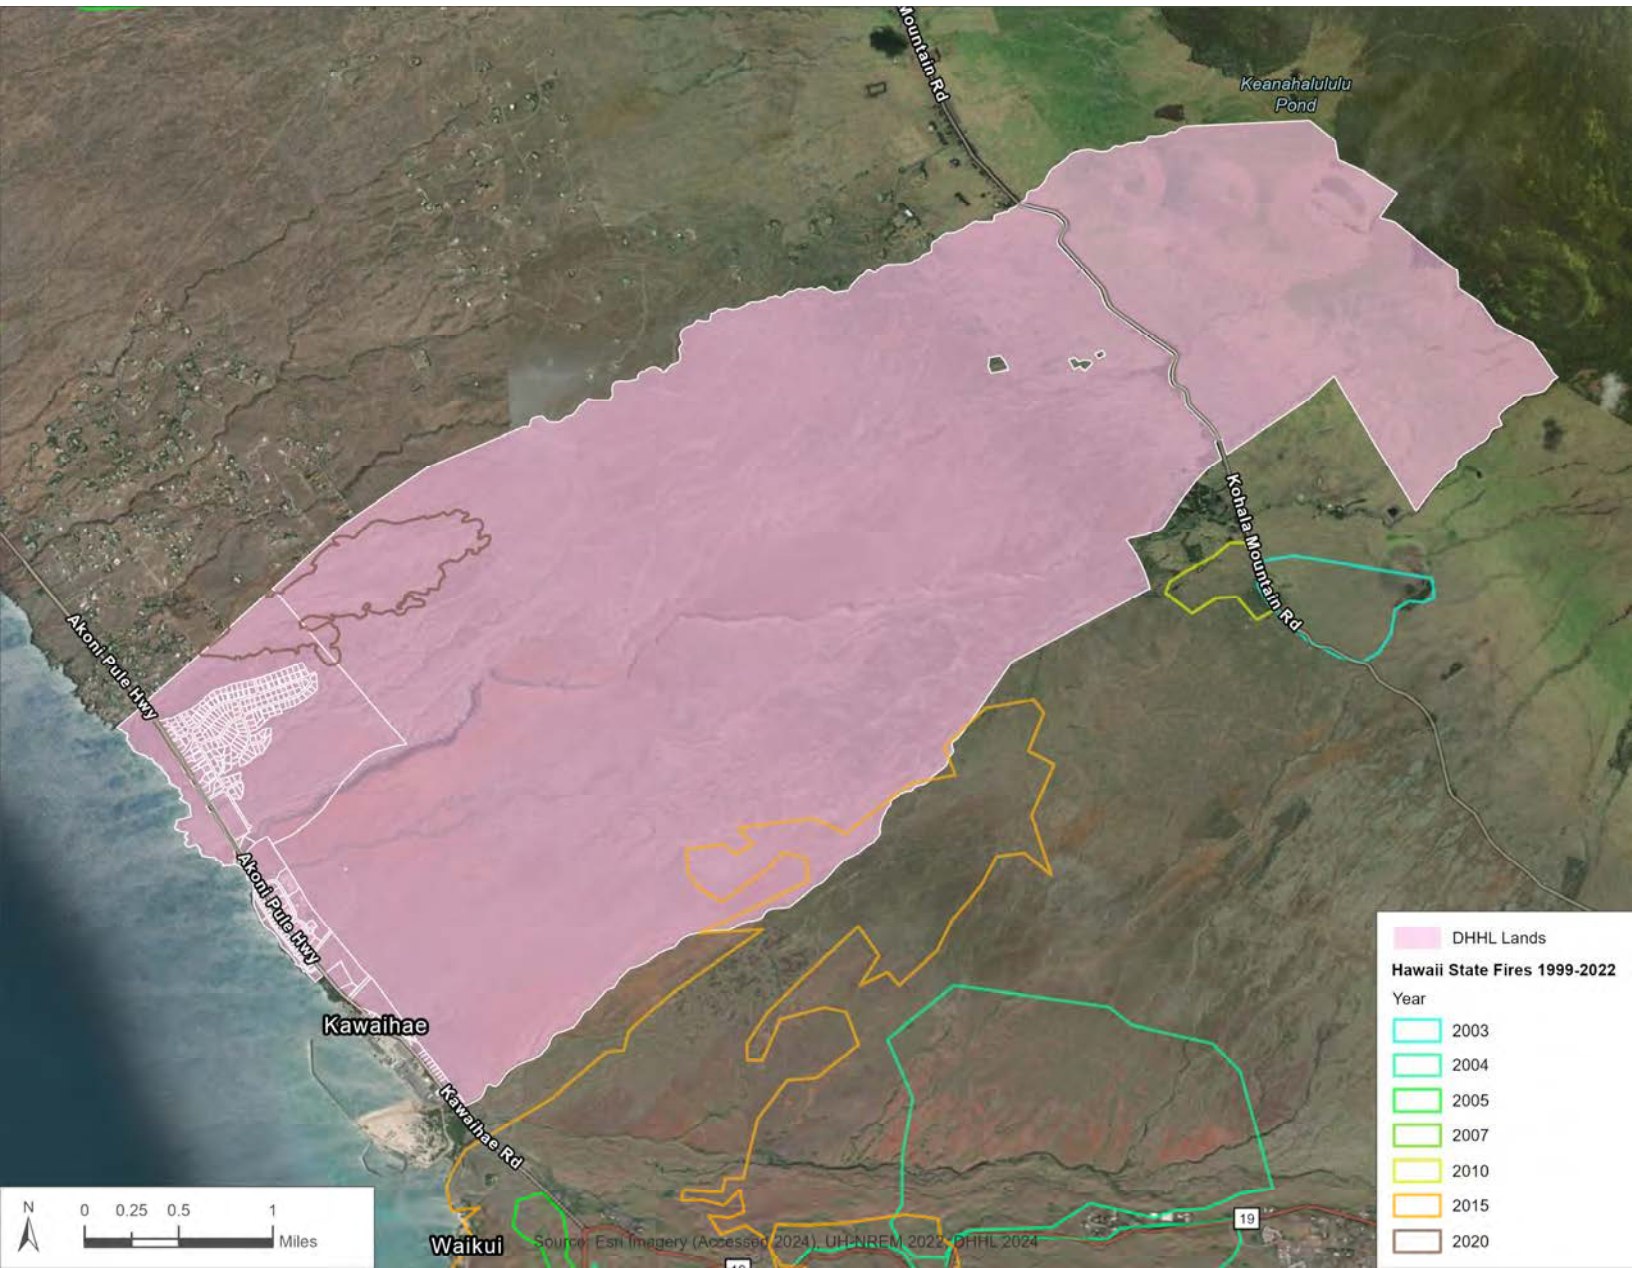 Mountain Rd
Keanahalululu
Pond
Kohala Mountain Rd
Akoni Pule Hwy
Akoni Pule Hwy
Kawaihae
Kawaihae Rd
Waikui
19
DHHL Lands
Hawaii State Fires 1999-2022
Year
2003
2004
2005
2007
2010
2015
2020
N
0 0.25 0.5 1
Miles
Source: Esri Imagery (Accessed 2024), UH-NREM 2022, DHHL 2024